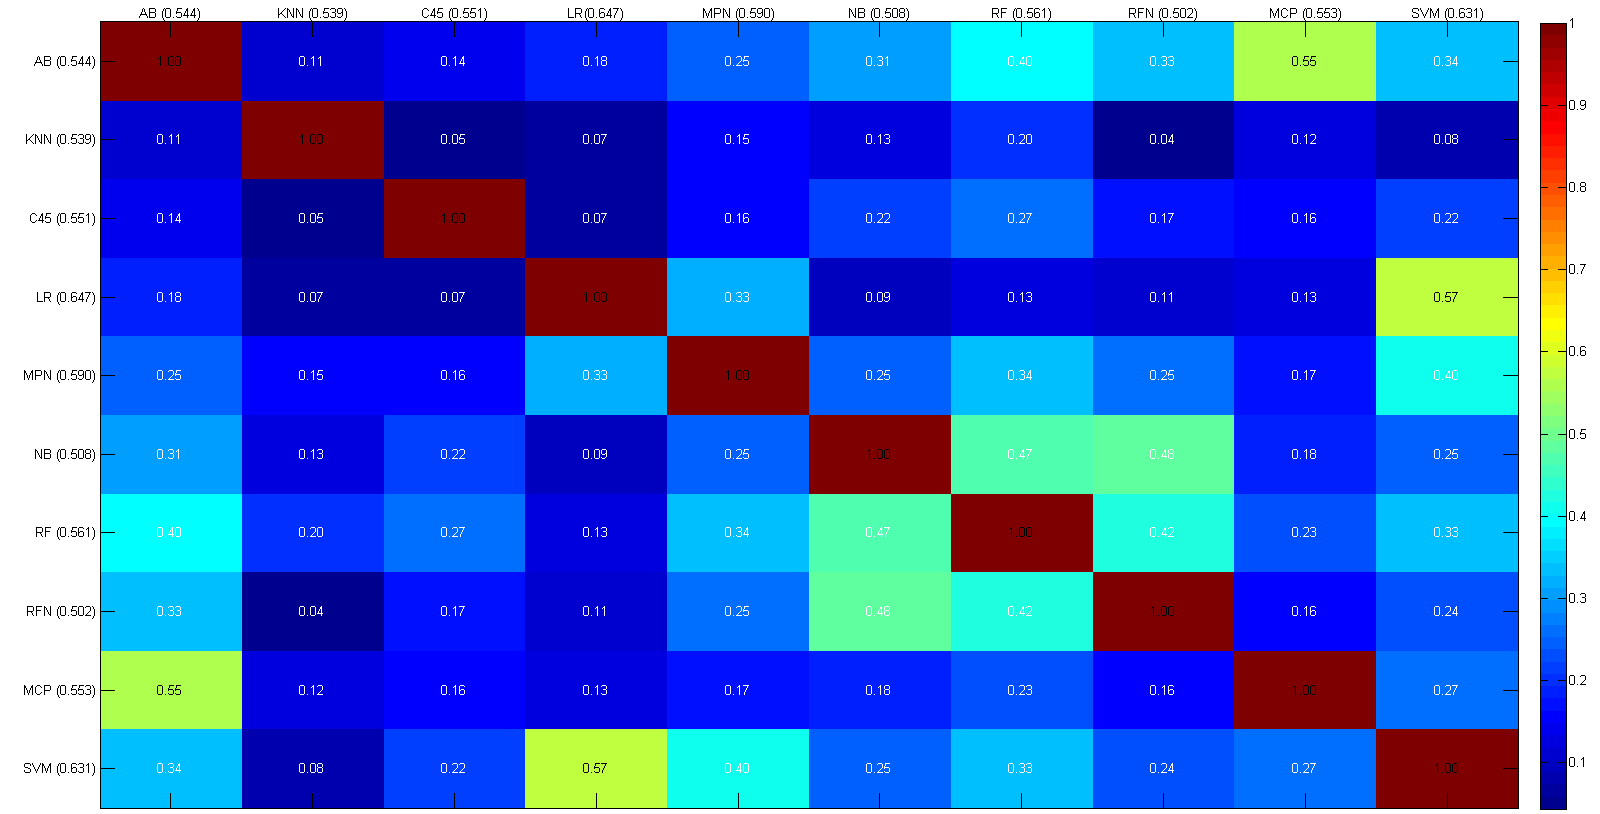 AB (0.544) KNN (0.539) C45 (0.551) LR(0.647) MPN (0.590) NB (0.508) RF (0.561) RFN (0.502) MCP (0.553) SVM (0.631)
AB (0.544) 1.00 0.11 0.14 0.18 0.25 0.31 0.40 0.33 0.55 0.34
KNN (0.539) 0.11 1.00 0.05 0.07 0.15 0.13 0.20 0.04 0.12 0.08
C45 (0.551) 0.14 0.05 1.00 0.07 0.16 0.22 0.27 0.17 0.16 0.22
LR (0.647) 0.18 0.07 0.07 1.00 0.33 0.09 0.13 0.11 0.13 0.57
MPN (0.590) 0.25 0.15 0.16 0.33 1.00 0.25 0.34 0.25 0.17 0.40
NB (0.508) 0.31 0.13 0.22 0.09 0.25 1.00 0.47 0.48 0.18 0.25
RF (0.561) 0.40 0.20 0.27 0.13 0.34 0.47 1.00 0.42 0.23 0.33
RFN (0.502) 0.33 0.04 0.17 0.11 0.25 0.48 0.42 1.00 0.16 0.24
MCP (0.553) 0.55 0.12 0.16 0.13 0.17 0.18 0.23 0.16 1.00 0.27
SVM (0.631) 0.34 0.08 0.22 0.57 0.40 0.25 0.33 0.24 0.27 1.00
1
0.9
0.8
0.7
0.6
0.5
0.4
0.3
0.2
0.1